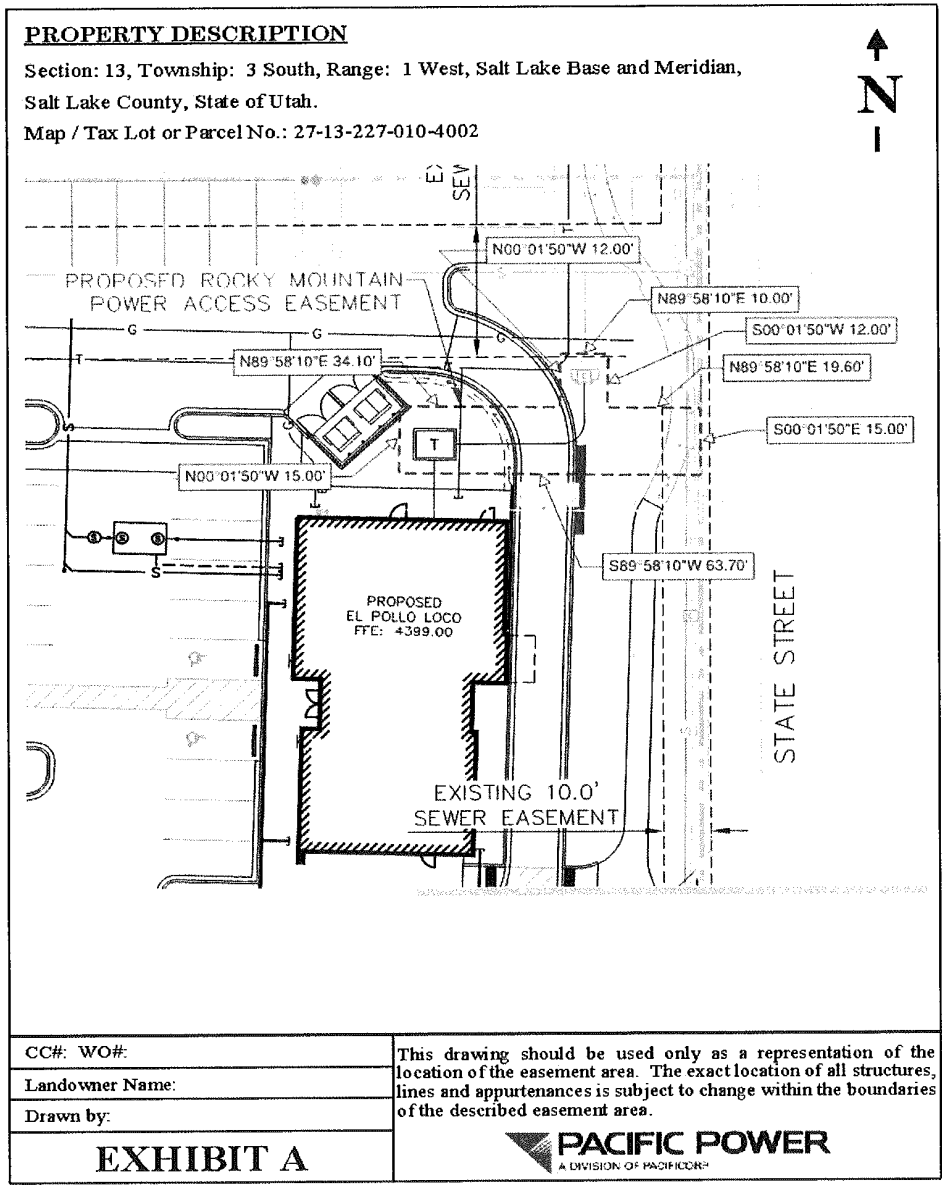 PROPERTY DESCRIPTION
Section: 13, Township: 3 South, Range: 1 West, Salt Lake Base and Meridian,
Salt Lake County, State of Utah.
Map / Tax Lot or Parcel No.: 27-13-227-010-4002
N
EX
SEW
N00°01'50"W 12.00'
PROPOSED ROCKY MOUNTAIN
POWER ACCESS EASEMENT
N89°58'10"E 10.00'
S00°01'50"W 12.00'
G
G
G
T
T
N89°58'10"E 34.10'
N89°58'10"E 19.60'
S
G
T
S00°01'50"E 15.00'
N00°01'50"W 15.00'
S
S
S
S
S89°58'10"W 63.70'
PROPOSED
EL POLLO LOCO
FFE: 4399.00
STATE STREET
EXISTING 10.0'
SEWER EASEMENT
CC#: WO#:
Landowner Name:
Drawn by:
EXHIBIT A
This drawing should be used only as a representation of the
location of the easement area. The exact location of all structures,
lines and appurtenances is subject to change within the boundaries
of the described easement area.
PACIFIC POWER
A DIVISION OF PACIFICORP